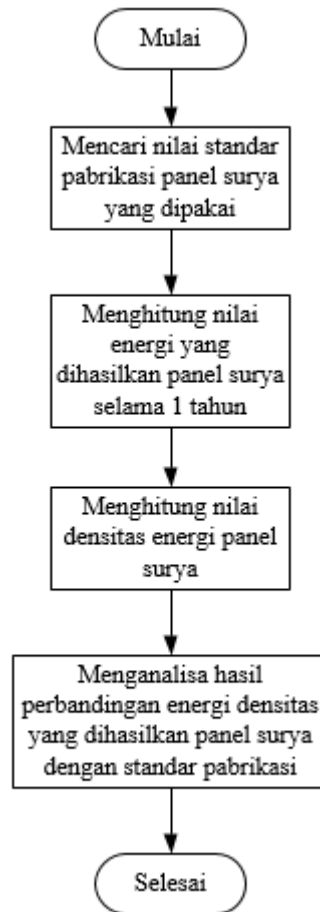 Mulai
Mencari nilai standar
pabrikasi panel surya
yang dipakai
Menghitung nilai
energi yang
dihasilkan panel surya
selama 1 tahun
Menghitung nilai
densitas energi panel
surya
Menganalisa hasil
perbandingan energi densitas
yang dihasilkan panel surya
dengan standar pabrikasi
Selesai